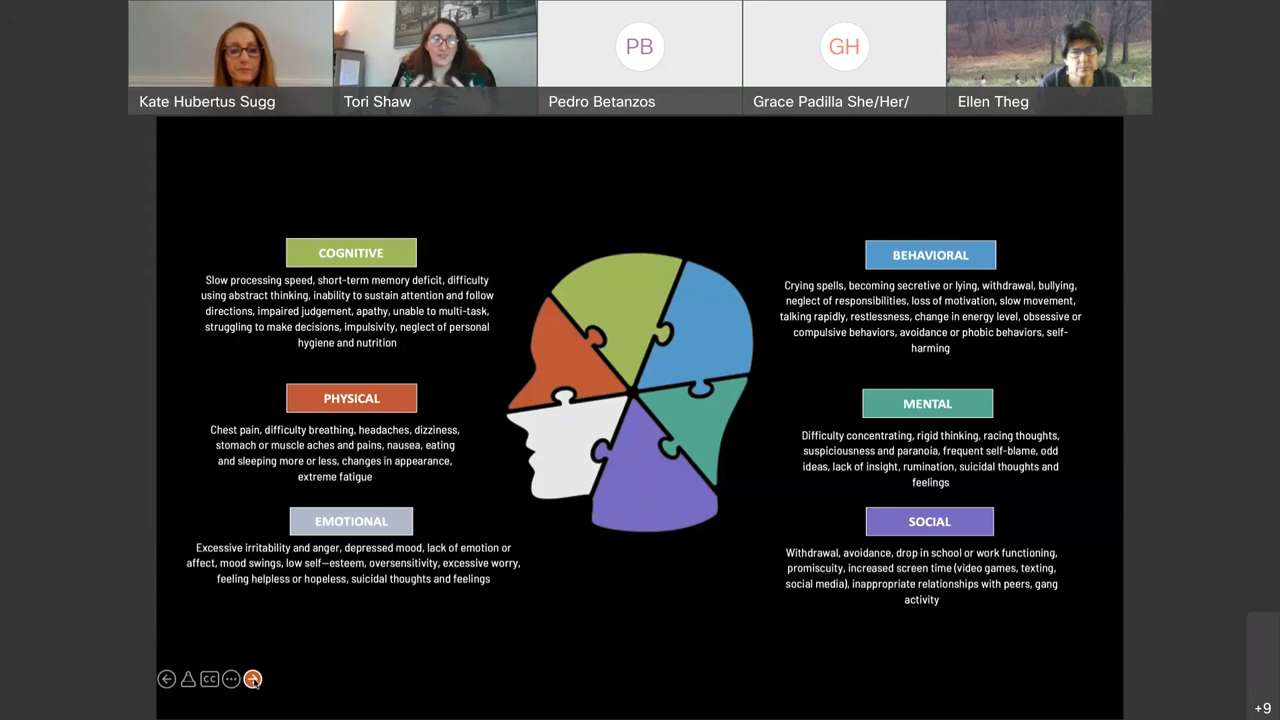 Kate Hubertus Sugg
Tori Shaw
PB
Pedro Betanzos
GH
Grace Padilla She/Her/
Ellen Theg
COGNITIVE
Slow processing speed, short-term memory deficit, difficulty
using abstract thinking, inability to sustain attention and follow
directions, impaired judgement, apathy, unable to multi-task,
struggling to make decisions, impulsivity, neglect of personal
hygiene and nutrition
PHYSICAL
Chest pain, difficulty breathing, headaches, dizziness,
stomach or muscle aches and pains, nausea, eating
and sleeping more or less, changes in appearance,
extreme fatigue
EMOTIONAL
Excessive irritability and anger, depressed mood, lack of emotion or
affect, mood swings, low self–esteem, oversensitivity, excessive worry,
feeling helpless or hopeless, suicidal thoughts and feelings
BEHAVIORAL
Crying spells, becoming secretive or lying, withdrawal, bullying,
neglect of responsibilities, loss of motivation, slow movement,
talking rapidly, restlessness, change in energy level, obsessive or
compulsive behaviors, avoidance or phobic behaviors, self-
harming
MENTAL
Difficulty concentrating, rigid thinking, racing thoughts,
suspiciousness and paranoia, frequent self-blame, odd
ideas, lack of insight, rumination, suicidal thoughts and
feelings
SOCIAL
Withdrawal, avoidance, drop in school or work functioning,
promiscuity, increased screen time (video games, texting,
social media), inappropriate relationships with peers, gang
activity
CC
+9